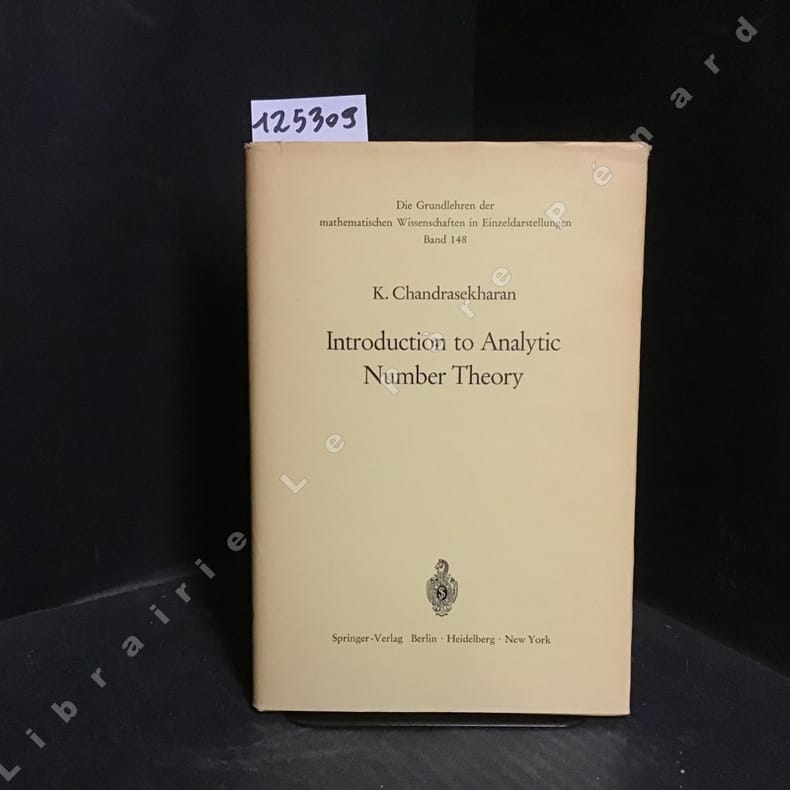 125309
Die Grundlehren der
mathematischen Wissenschaften in Einzeldarstellungen
Band 148
K. Chandrasekharan
Introduction to Analytic
Number Theory
Springer-Verlag Berlin · Heidelberg · New York
Librairie Le Père Pénard